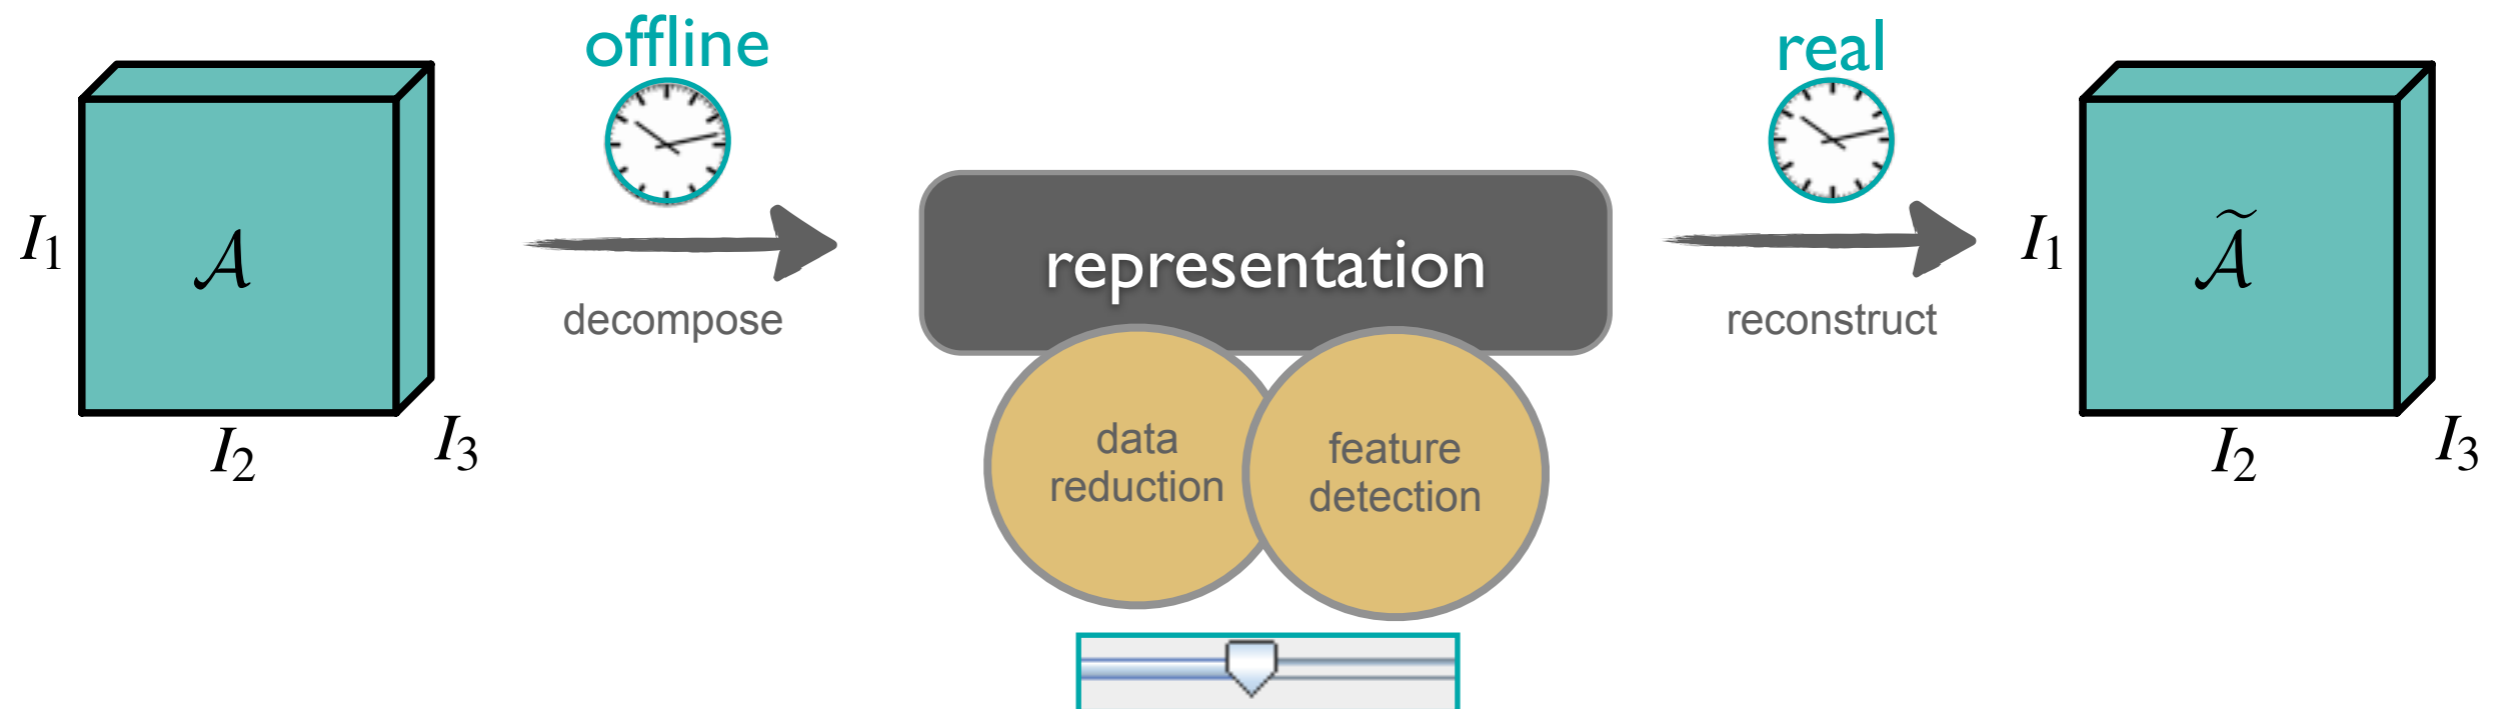 offline
real
I1
𝒜
decompose
representation
reconstruct
I1
𝒜̃
I2
I3
data
reduction
feature
detection
I2
I3